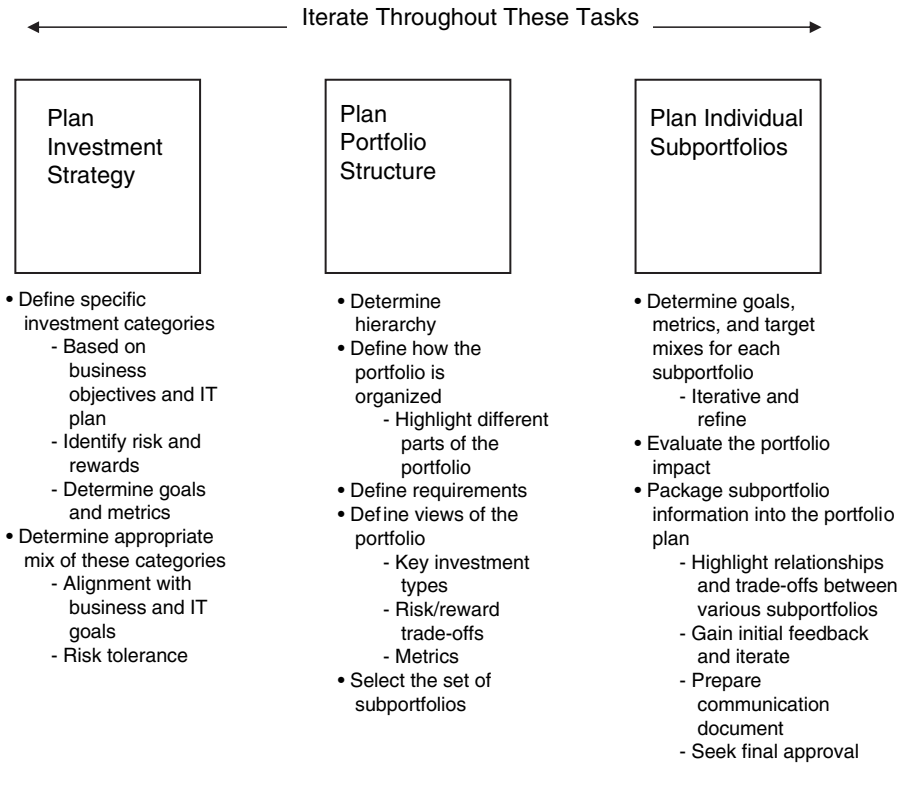 Iterate Throughout These Tasks
Plan
Investment
Strategy
• Define specific
investment categories
- Based on
business
objectives and IT
plan
- Identify risk and
rewards
- Determine goals
and metrics
• Determine appropriate
mix of these categories
- Alignment with
business and IT
goals
- Risk tolerance
Plan
Portfolio
Structure
• Determine
hierarchy
• Define how the
portfolio is
organized
- Highlight different
parts of the
portfolio
• Define requirements
• Define views of the
portfolio
- Key investment
types
- Risk/reward
trade-offs
- Metrics
• Select the set of
subportfolios
Plan Individual
Subportfolios
• Determine goals,
metrics, and target
mixes for each
subportfolio
- Iterative and
refine
• Evaluate the portfolio
impact
• Package subportfolio
information into the portfolio
plan
- Highlight relationships
and trade-offs between
various subportfolios
- Gain initial feedback
and iterate
- Prepare
communication
document
- Seek final approval